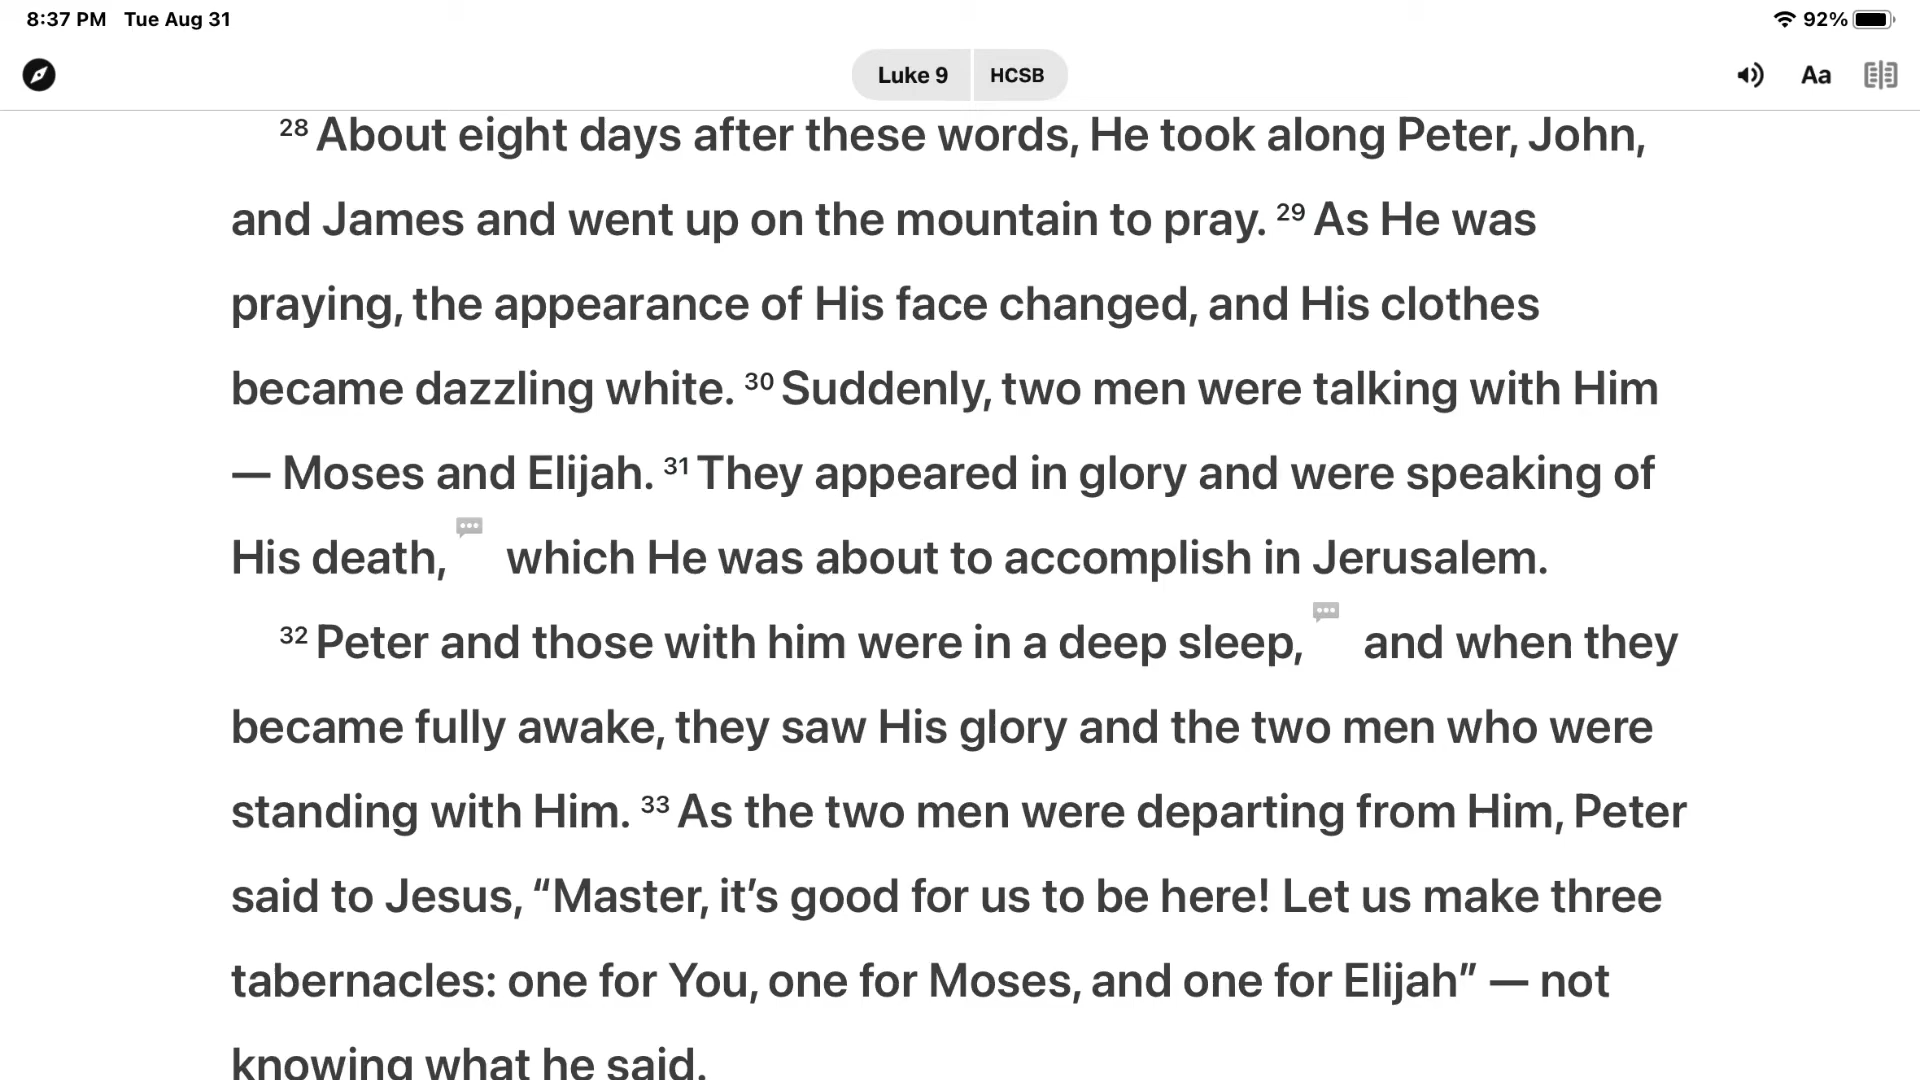 8:37 PM Tue Aug 31 92%
Luke 9 HCSB Aa
28 About eight days after these words, He took along Peter, John,
and James and went up on the mountain to pray. 29 As He was
praying, the appearance of His face changed, and His clothes
became dazzling white. 30 Suddenly, two men were talking with Him
— Moses and Elijah. 31 They appeared in glory and were speaking of
His death, which He was about to accomplish in Jerusalem.
32 Peter and those with him were in a deep sleep, and when they
became fully awake, they saw His glory and the two men who were
standing with Him. 33 As the two men were departing from Him, Peter
said to Jesus, “Master, it’s good for us to be here! Let us make three
tabernacles: one for You, one for Moses, and one for Elijah” — not
knowing what he said.